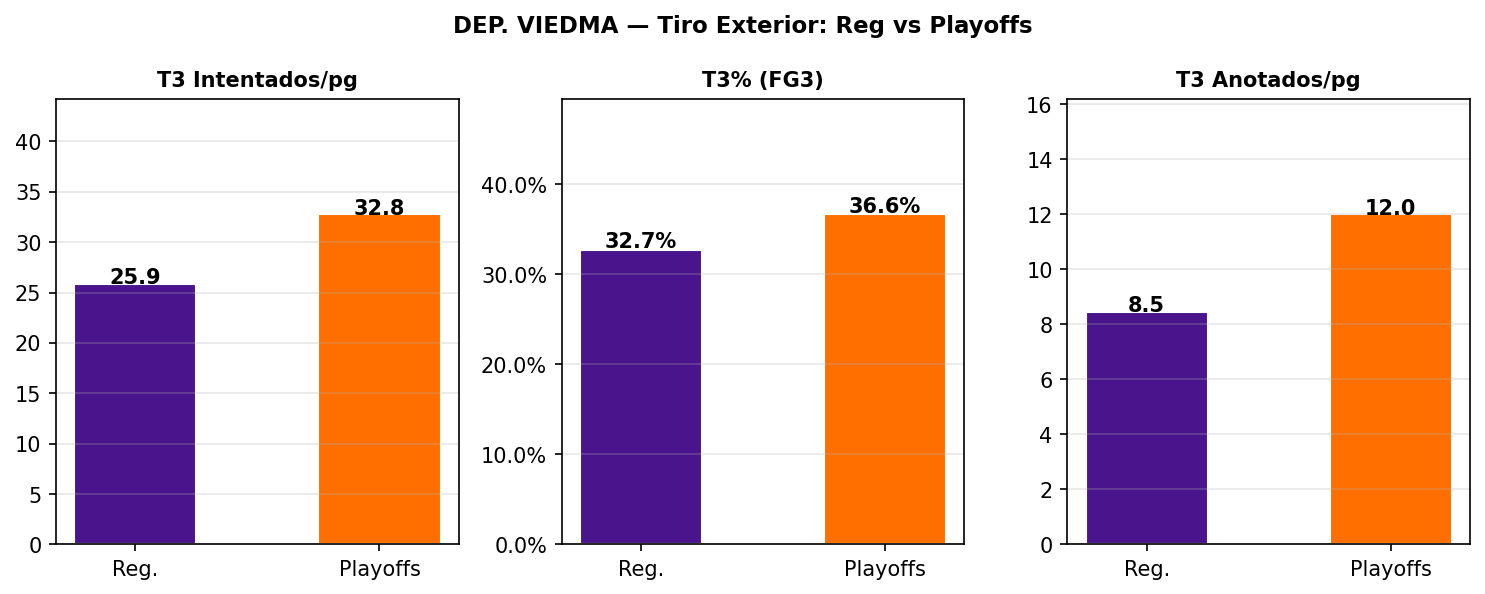 DEP. VIEDMA — Tiro Exterior: Reg vs Playoffs
T3 Intentados/pg
40
35
30
25
20
15
10
5
0
25.9
32.8
Reg.
Playoffs
T3% (FG3)
40.0%
30.0%
20.0%
10.0%
0.0%
32.7%
36.6%
Reg.
Playoffs
T3 Anotados/pg
16
14
12
10
8
6
4
2
0
8.5
12.0
Reg.
Playoffs